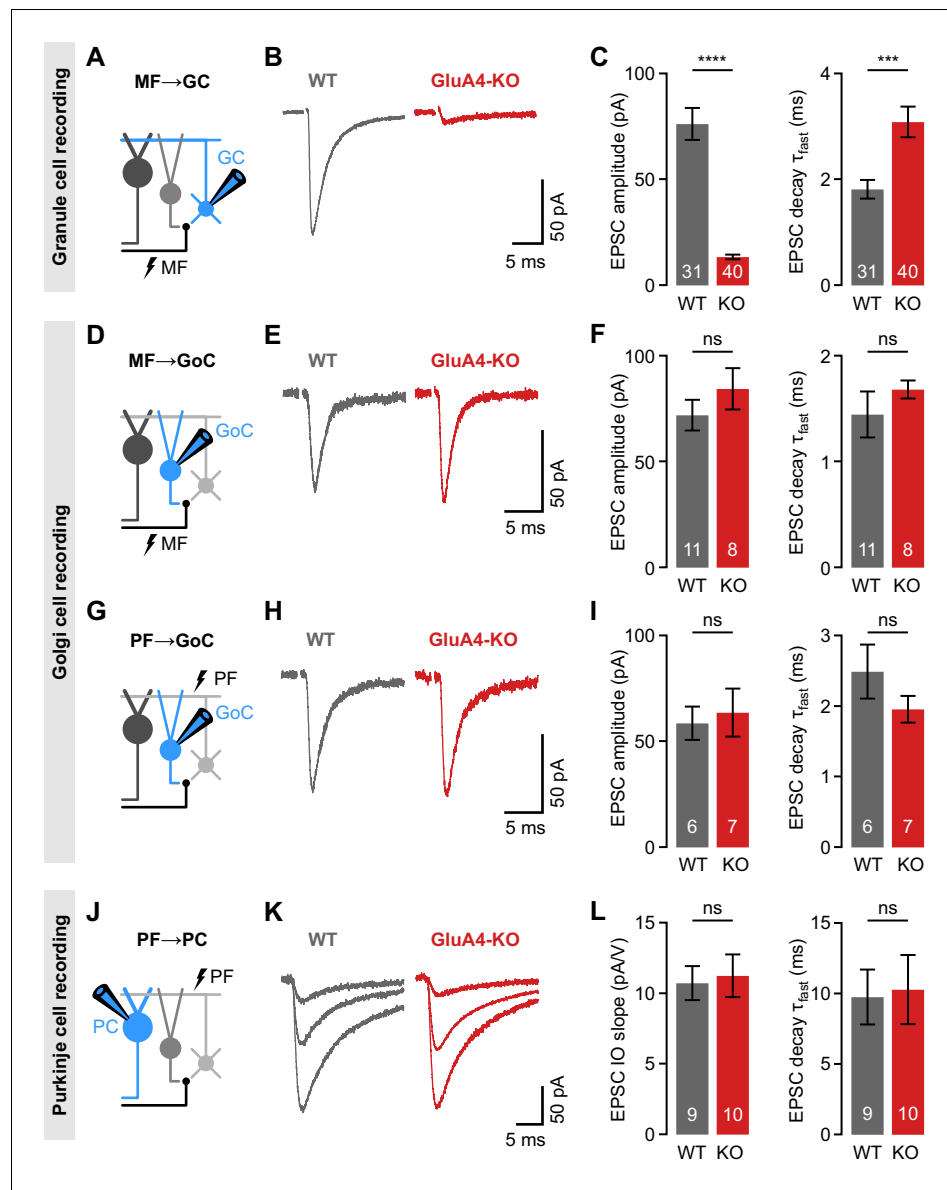 Granule cell recording
A
MF→GC
GC
MF
B
WT
GluA4-KO
50 pA
5 ms
C
****
EPSC amplitude (pA)
100
50
0
31
40
WT
KO
***
EPSC decay τfast (ms)
4
2
0
31
40
WT
KO
Golgi cell recording
D
MF→GoC
GoC
MF
E
WT
GluA4-KO
50 pA
5 ms
F
ns
EPSC amplitude (pA)
100
50
0
11
8
WT
KO
ns
EPSC decay τfast (ms)
2
1
0
11
8
WT
KO
G
PF→GoC
PF
GoC
H
WT
GluA4-KO
50 pA
5 ms
I
ns
EPSC amplitude (pA)
100
50
0
6
7
WT
KO
ns
EPSC decay τfast (ms)
3
2
1
0
6
7
WT
KO
Purkinje cell recording
J
PF→PC
PF
PC
K
WT
GluA4-KO
50 pA
5 ms
L
ns
EPSC IO slope (pA/V)
15
10
5
0
9
10
WT
KO
ns
EPSC decay τfast (ms)
15
10
5
0
9
10
WT
KO